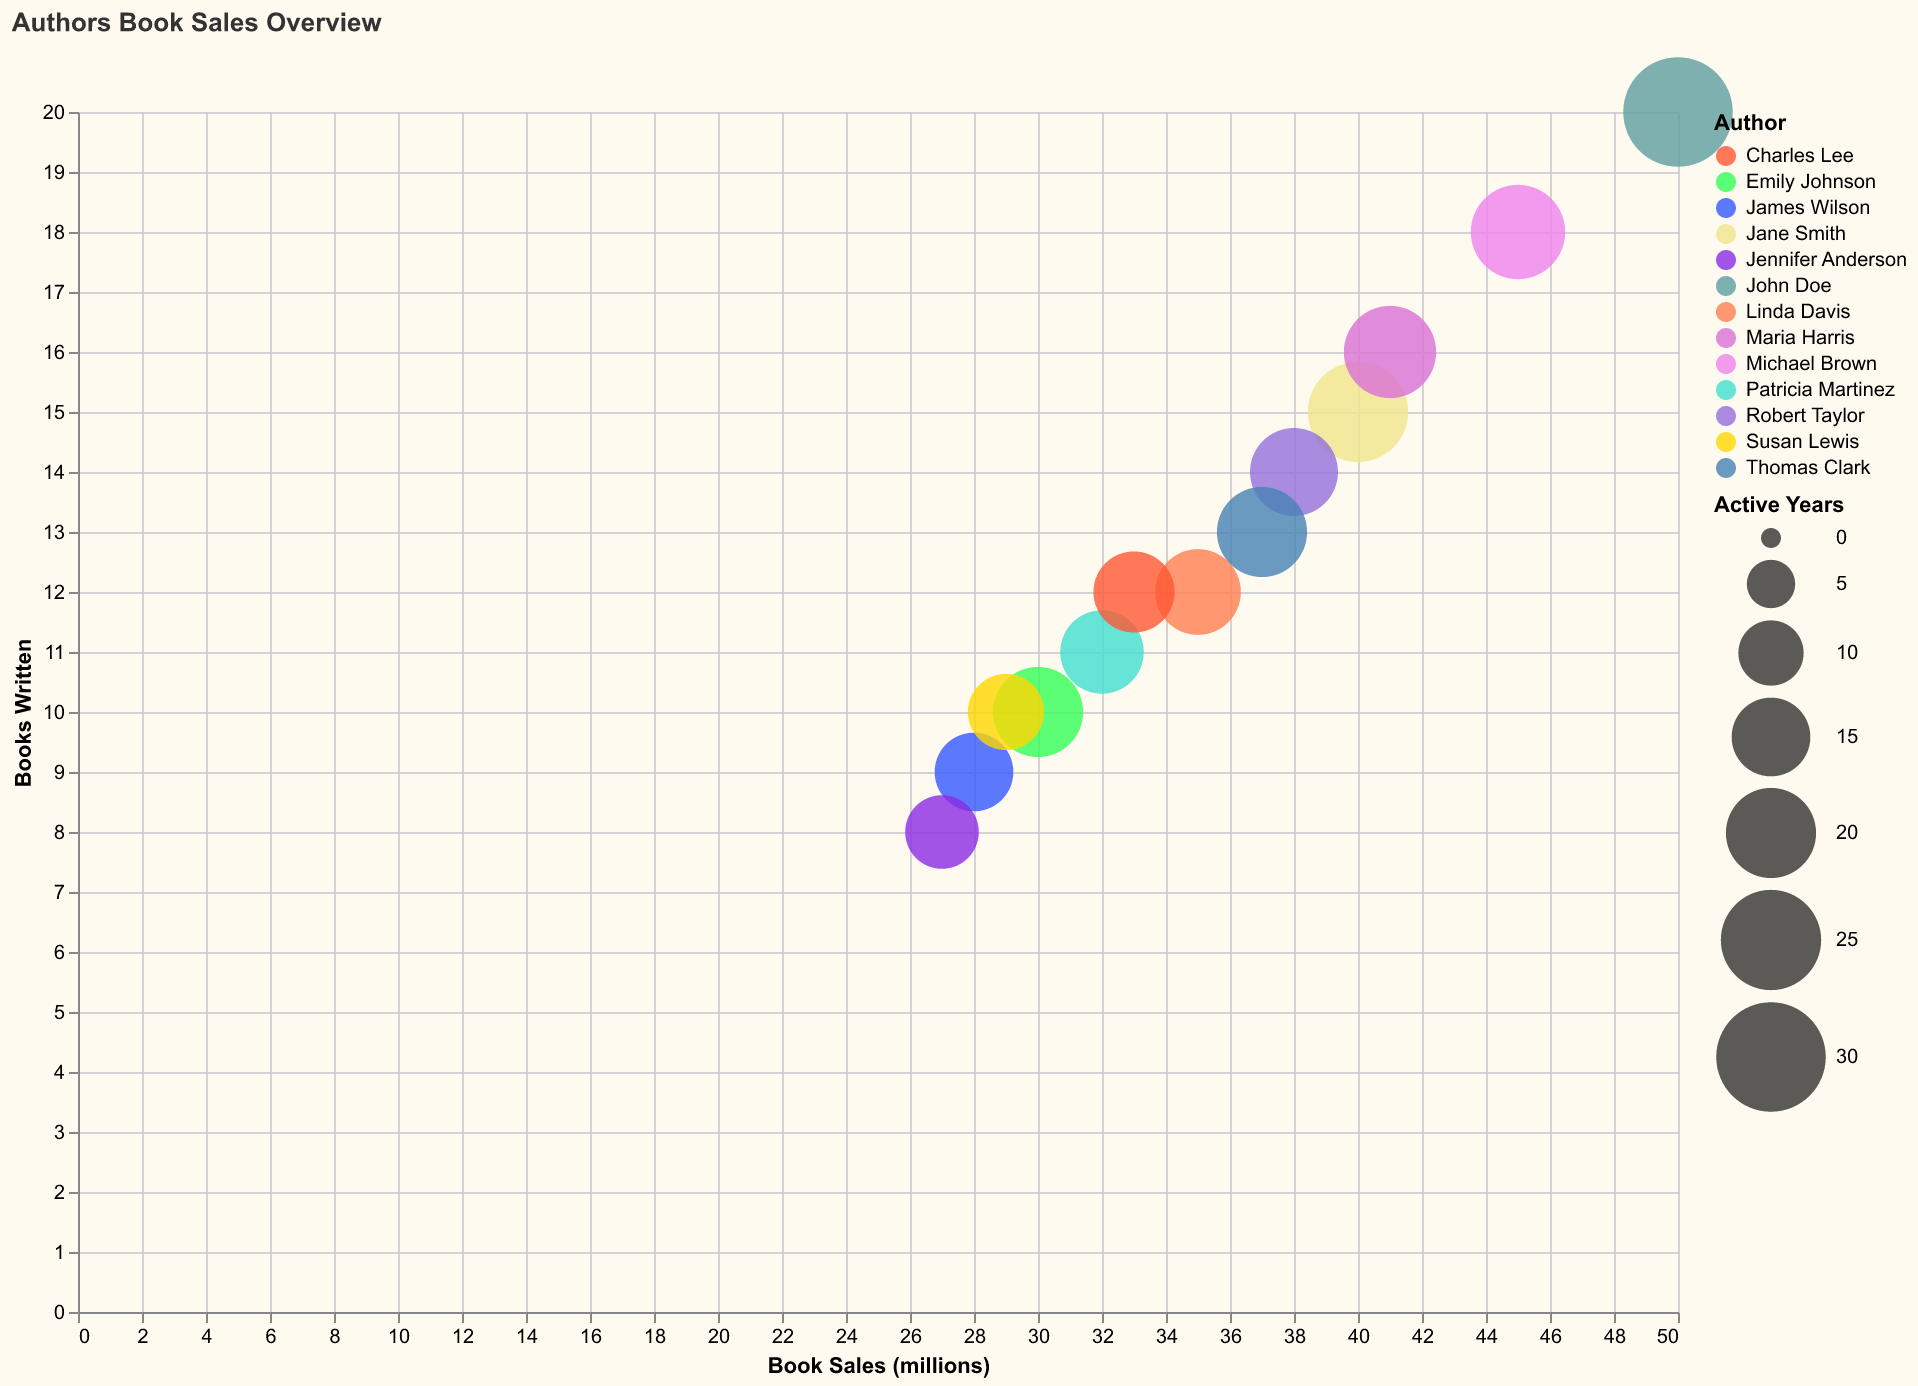 Authors Book Sales Overview
20
19
18
17
16
15
14
13
12
11
10
9
8
7
6
5
4
3
2
1
0
Books Written
0 2 4 6 8 10 12 14 16 18 20 22 24 26 28 30 32 34 36 38 40 42 44 46 48 50
Book Sales (millions)
Author
Charles Lee
Emily Johnson
James Wilson
Jane Smith
Jennifer Anderson
John Doe
Linda Davis
Maria Harris
Michael Brown
Patricia Martinez
Robert Taylor
Susan Lewis
Thomas Clark
Active Years
0
5
10
15
20
25
30